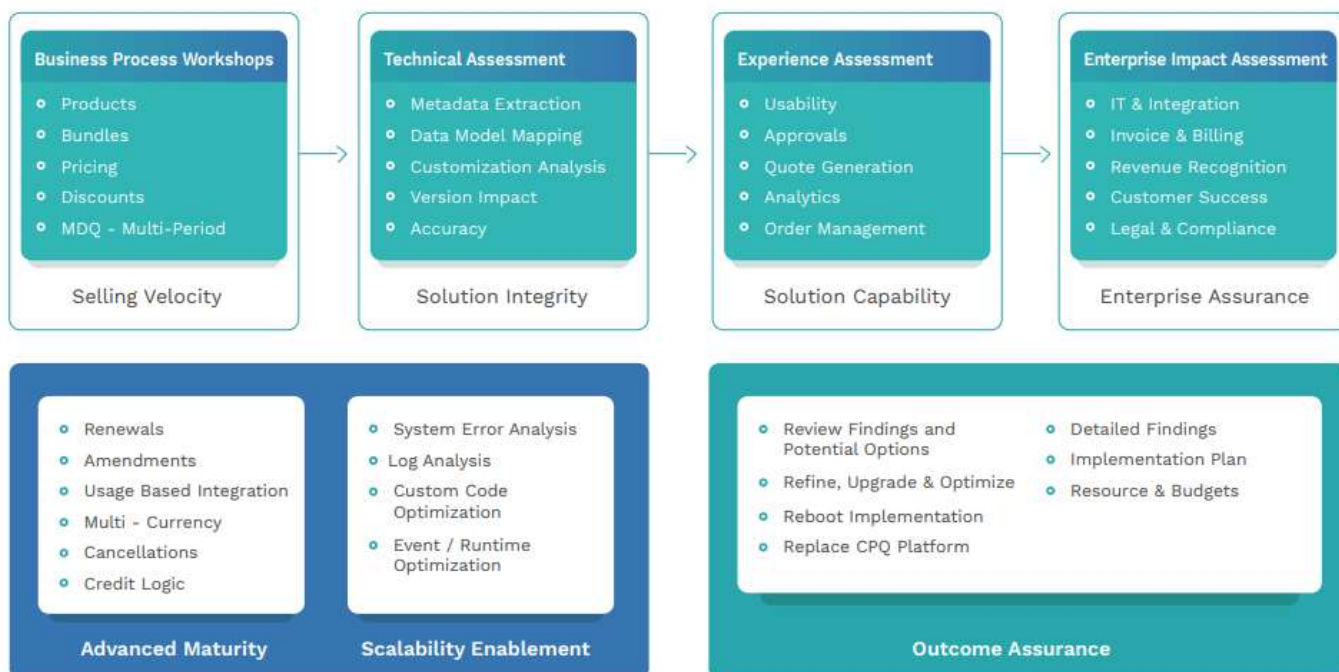 Business Process Workshops
Products
Bundles
Pricing
Discounts
MDQ - Multi-Period
Selling Velocity
Technical Assessment
Metadata Extraction
Data Model Mapping
Customization Analysis
Version Impact
Accuracy
Solution Integrity
Experience Assessment
Usability
Approvals
Quote Generation
Analytics
Order Management
Solution Capability
Enterprise Impact Assessment
IT & Integration
Invoice & Billing
Revenue Recognition
Customer Success
Legal & Compliance
Enterprise Assurance
Renewals
Amendments
Usage Based Integration
Multi - Currency
Cancellations
Credit Logic
Advanced Maturity
System Error Analysis
Log Analysis
Custom Code
Optimization
Event / Runtime
Optimization
Scalability Enablement
Review Findings and
Potential Options
Refine, Upgrade & Optimize
Reboot Implementation
Replace CPQ Platform
Detailed Findings
Implementation Plan
Resource & Budgets
Outcome Assurance